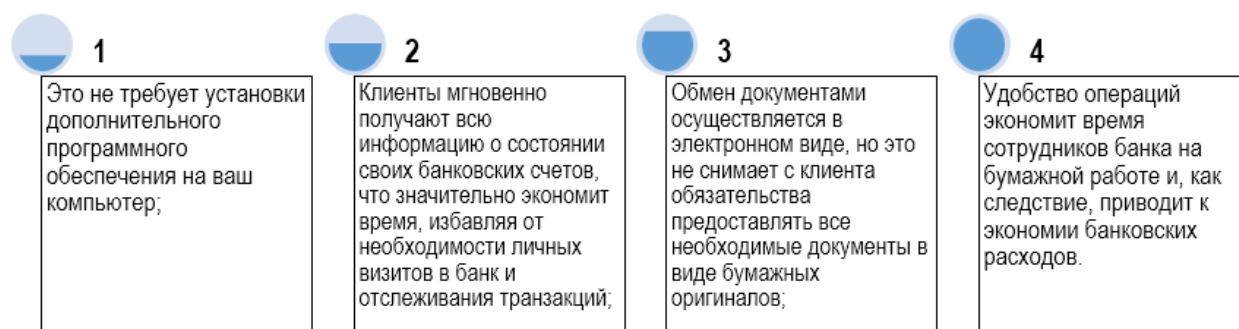 1
Это не требует установки
дополнительного
программного
обеспечения на ваш
компьютер;
2
Клиенты мгновенно
получают всю
информацию о состоянии
своих банковских счетов,
что значительно экономит
время, избавляя от
необходимости личных
визитов в банк и
отслеживания транзакций;
3
Обмен документами
осуществляется в
электронном виде, но это
не снимает с клиента
обязательства
предоставлять все
необходимые документы в
виде бумажных
оригиналов;
4
Удобство операций
экономит время
сотрудников банка на
бумажной работе и, как
следствие, приводит к
экономии банковских
расходов.